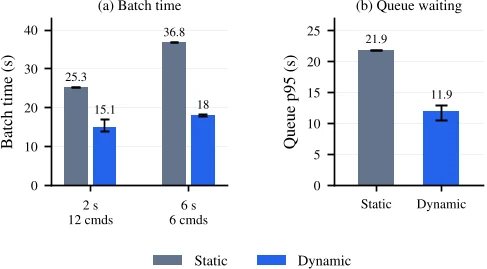 (a) Batch time
Batch time (s)
40
30
20
10
0
25.3
15.1
36.8
18
2 s
12 cmds
6 s
6 cmds
(b) Queue waiting
Queue p95 (s)
25
20
15
10
5
0
21.9
11.9
Static
Dynamic
Static
Dynamic